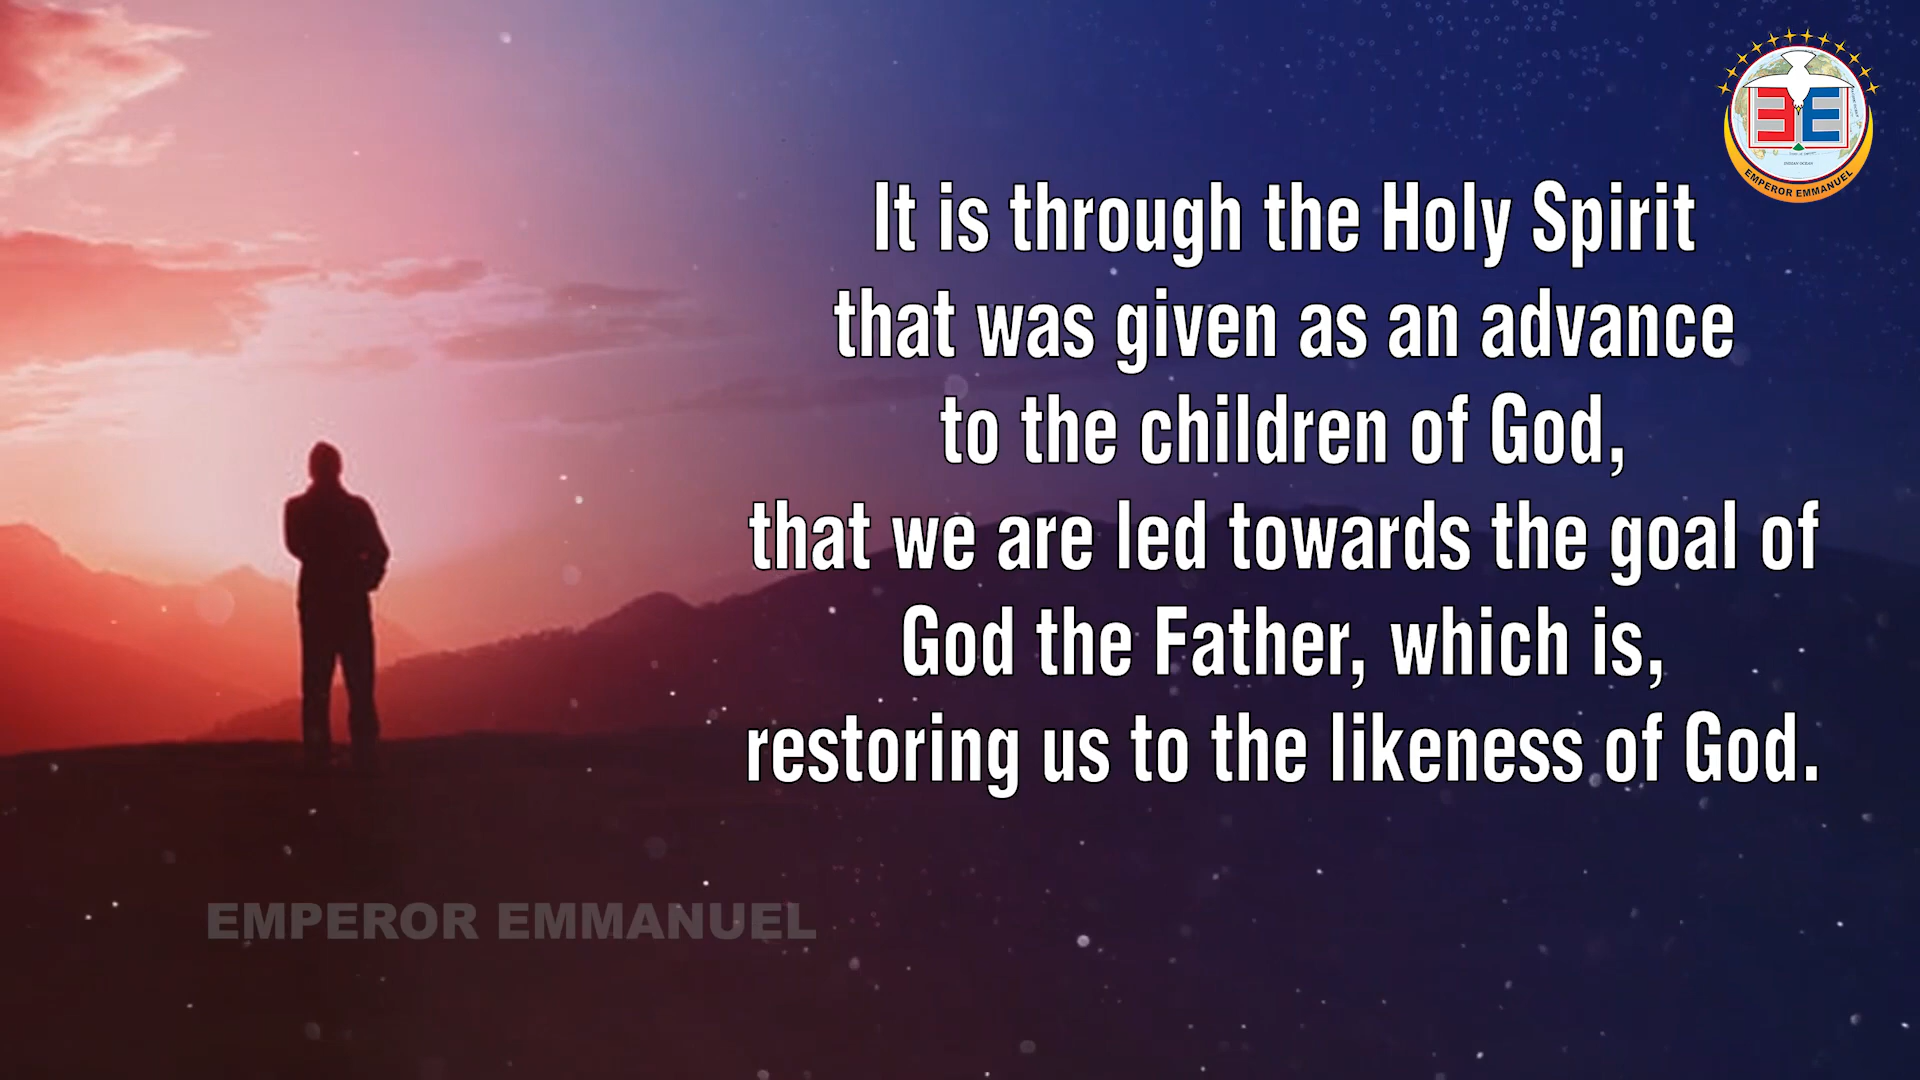 It is through the Holy Spirit
that was given as an advance
to the children of God,
that we are led towards the goal of
God the Father, which is,
restoring us to the likeness of God.
EE
EMPEROR EMMANUEL
EMPEROR EMMANUEL